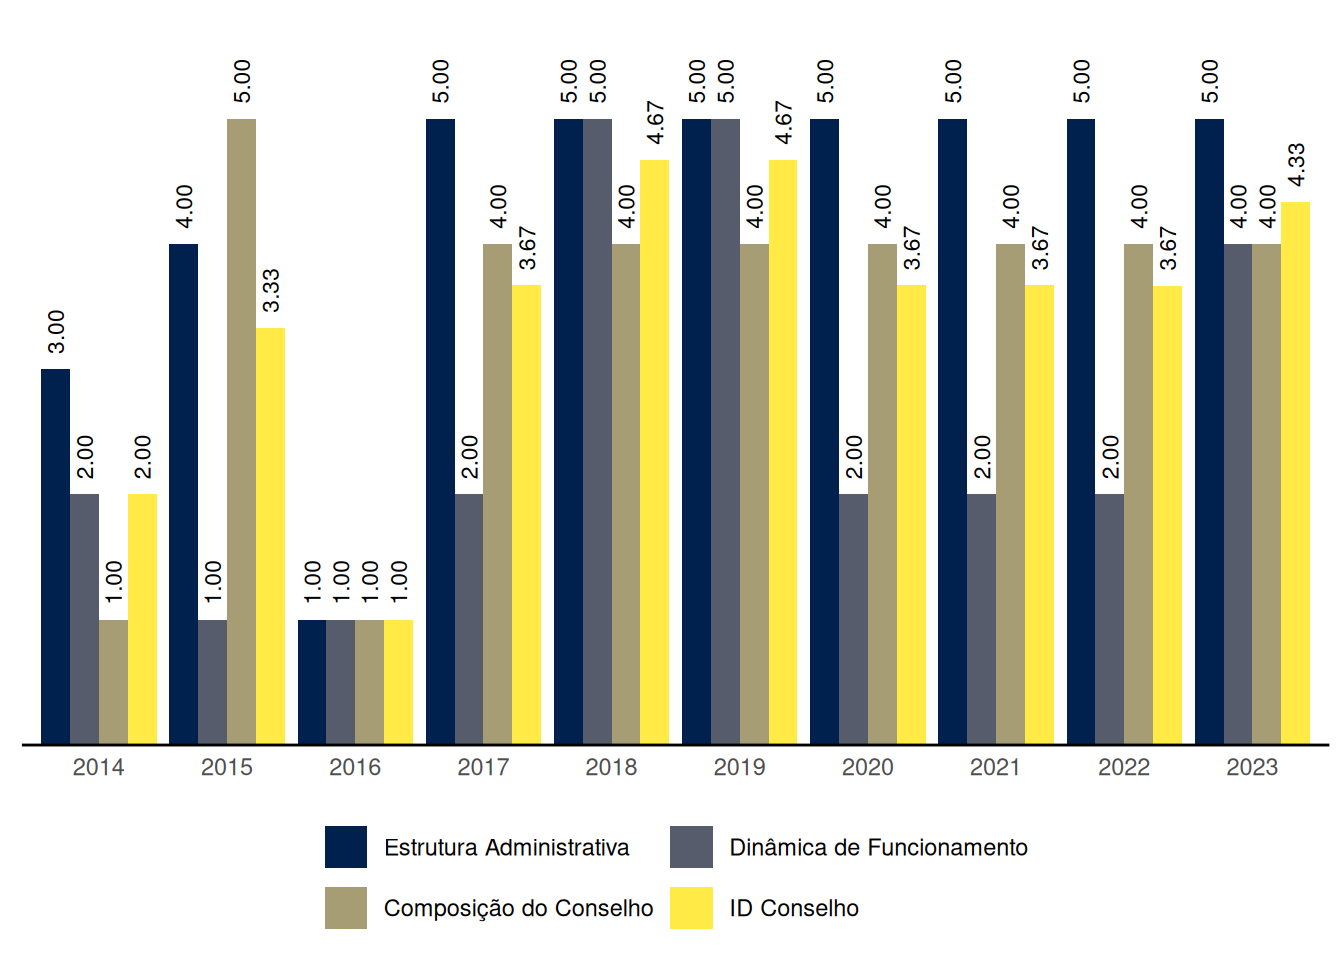 3.00 2.00 1.00 2.00
4.00 1.00 5.00 3.33
1.00 1.00 1.00 1.00
5.00 2.00 4.00 3.67
5.00 5.00 4.00 4.67
5.00 5.00 4.00 4.67
5.00 2.00 4.00 3.67
5.00 2.00 4.00 3.67
5.00 2.00 4.00 3.67
5.00 4.00 4.00 4.33
2014 2015 2016 2017 2018 2019 2020 2021 2022 2023
Estrutura Administrativa Dinâmica de Funcionamento
Composição do Conselho ID Conselho